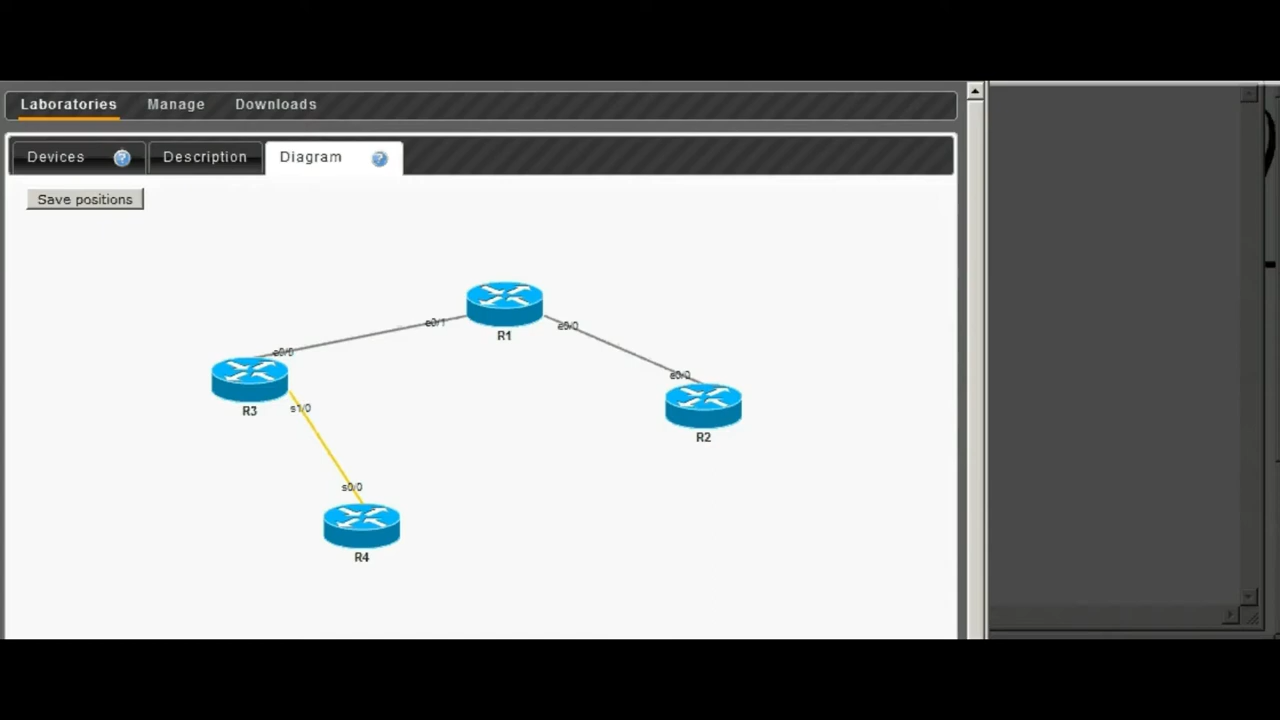 Laboratories Manage Downloads
Devices ? Description Diagram ?
Save positions
R1
e0/1
e0/0
e0/0
R3
e0/0
R2
s1/0
s0/0
R4